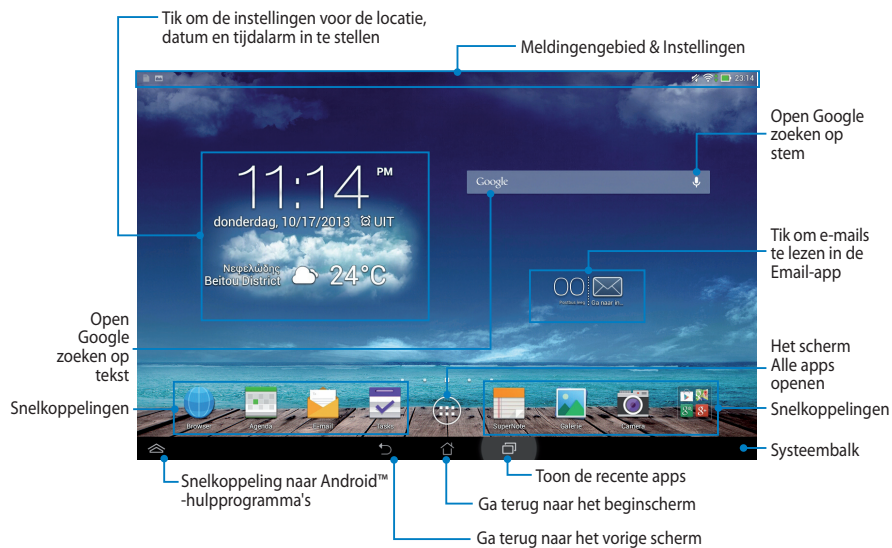 Tik om de instellingen voor de locatie,
datum en tijdalarm in te stellen
Meldingengebied & Instellingen
23:14
Open Google
zoeken op
stem
11:14 PM
donderdag, 10/17/2013 UIT
Νεφελώδης
Beitou District
24°C
Google
Tik om e-mails
te lezen in de
Email-app
00
Ga naar in...
Open
Google
zoeken op
tekst
Het scherm
Alle apps
openen
Snelkoppelingen
Browser
Agenda
E-mail
Tasks
SuperNote
Galerie
Camera
Snelkoppelingen
Systeembalk
Snelkoppeling naar Android™
-hulpprogramma's
Toon de recente apps
Ga terug naar het beginscherm
Ga terug naar het vorige scherm